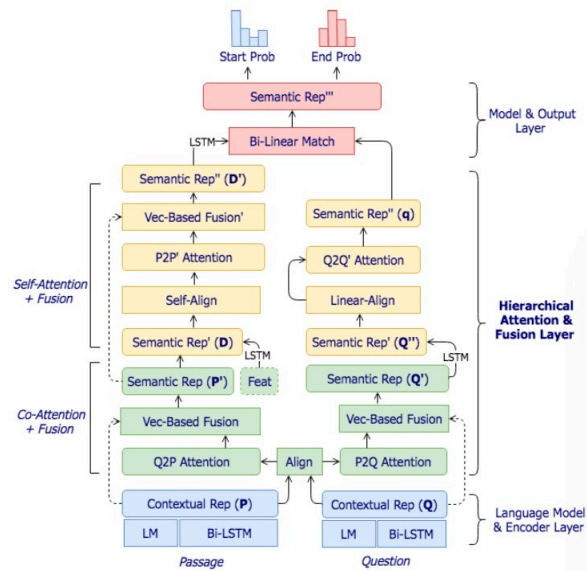 Start Prob
End Prob
Semantic Rep'''
Model & Output
Layer
LSTM
Bi-Linear Match
Semantic Rep'' (D')
Vec-Based Fusion'
Semantic Rep'' (q)
P2P' Attention
Q2Q' Attention
Self-Attention
+ Fusion
Self-Align
Linear-Align
Hierarchical
Attention &
Fusion Layer
Semantic Rep' (D)
Semantic Rep' (Q'')
LSTM
LSTM
Semantic Rep (P')
Feat
Semantic Rep (Q')
Co-Attention
+ Fusion
Vec-Based Fusion
Vec-Based Fusion
Q2P Attention
Align
P2Q Attention
Contextual Rep (P)
Contextual Rep (Q)
Language Model
& Encoder Layer
LM
Bi-LSTM
LM
Bi-LSTM
Passage
Question